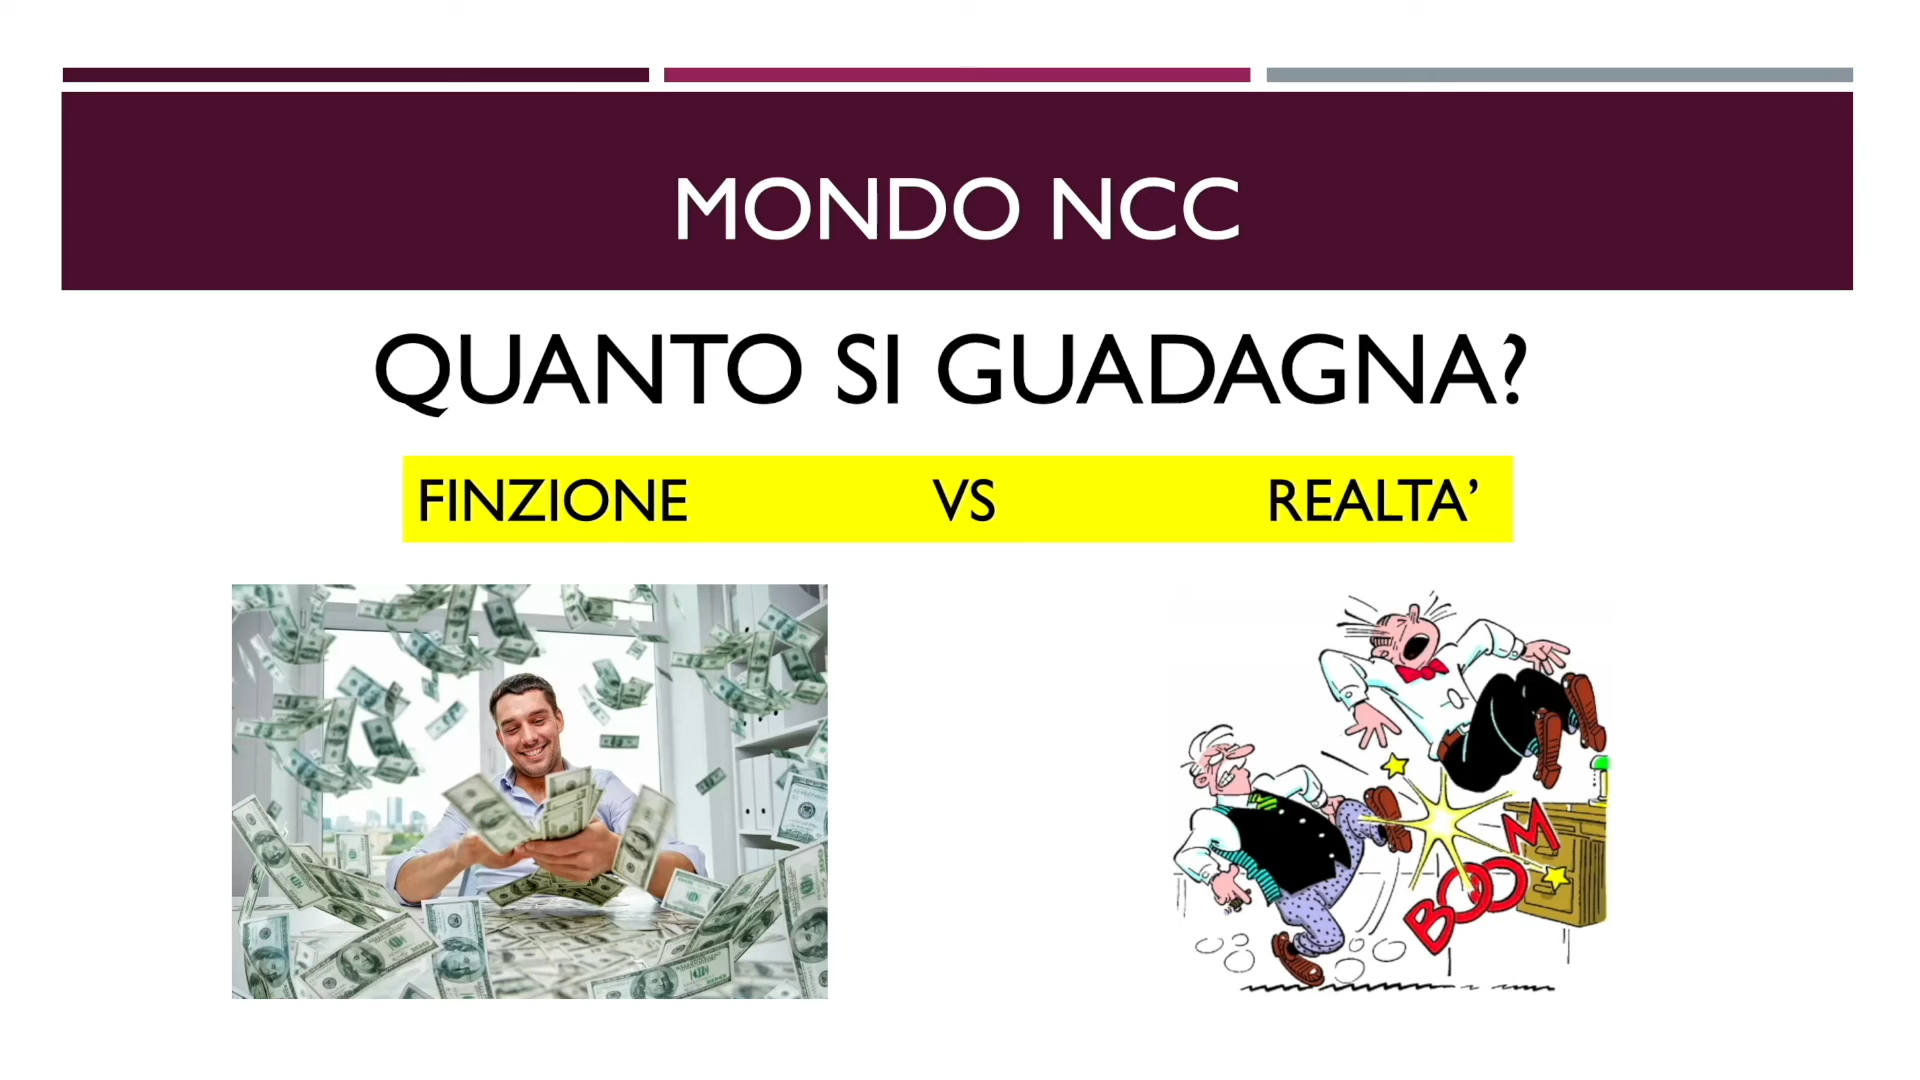 MONDO NCC
QUANTO SI GUADAGNA?
FINZIONE VS REALTA’
BOOM